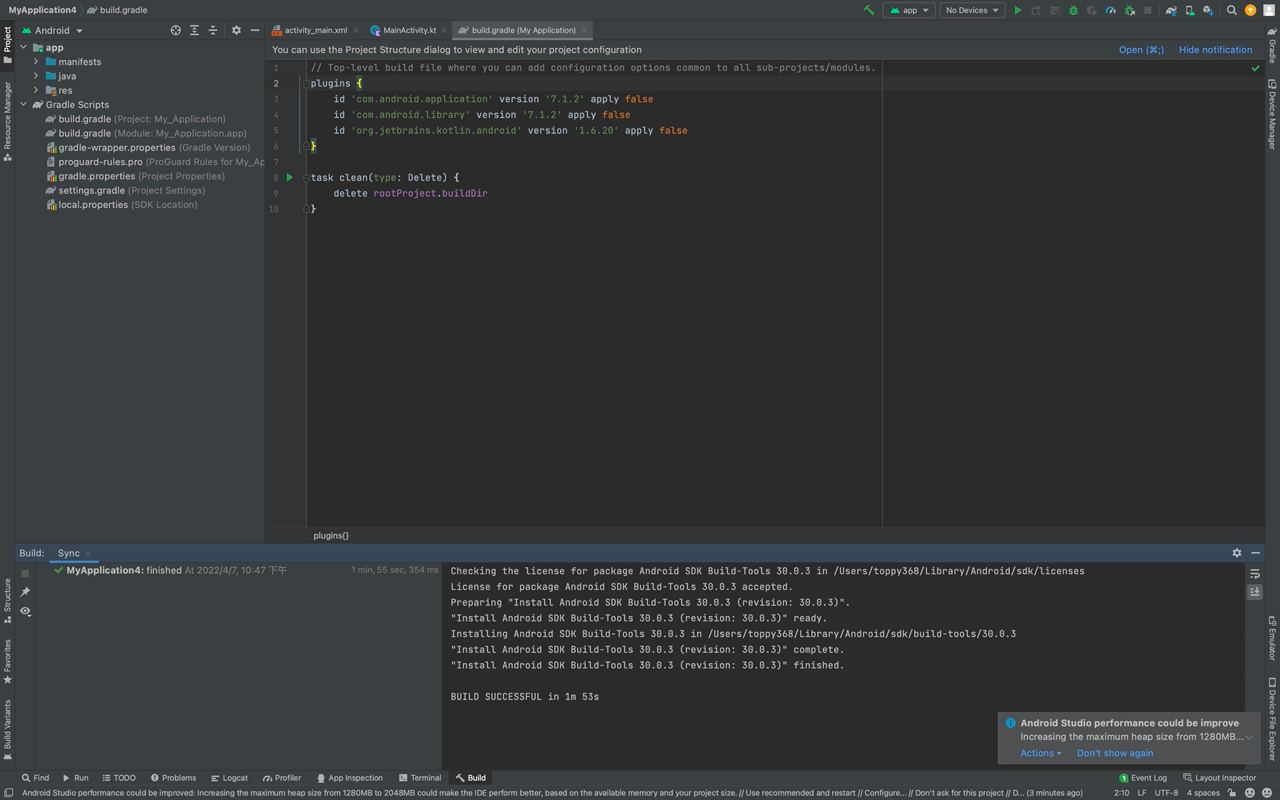 MyApplication4 build.gradle
app
No Devices
Project
Resource Manager
Structure
Favorites
Build Variants
Android
app
manifests
java
res
Gradle Scripts
build.gradle (Project: My_Application)
build.gradle (Module: My_Application.app)
gradle-wrapper.properties (Gradle Version)
proguard-rules.pro (ProGuard Rules for My_Ap
gradle.properties (Project Properties)
settings.gradle (Project Settings)
local.properties (SDK Location)
activity_main.xml
MainActivity.kt
build.gradle (My Application)
You can use the Project Structure dialog to view and edit your project configuration
Open (⌘;)
Hide notification
1 // Top-level build file where you can add configuration options common to all sub-projects/modules.
2 plugins {
3 id 'com.android.application' version '7.1.2' apply false
4 id 'com.android.library' version '7.1.2' apply false
5 id 'org.jetbrains.kotlin.android' version '1.6.20' apply false
6 }
7
8 task clean(type: Delete) {
9 delete rootProject.buildDir
10 }
plugins{}
Gradle
Device Manager
Emulator
Device File Explorer
Build: Sync
MyApplication4: finished At 2022/4/7, 10:47 下午 1 min, 55 sec, 354 ms
Checking the license for package Android SDK Build-Tools 30.0.3 in /Users/toppy368/Library/Android/sdk/licenses
License for package Android SDK Build-Tools 30.0.3 accepted.
Preparing "Install Android SDK Build-Tools 30.0.3 (revision: 30.0.3)".
"Install Android SDK Build-Tools 30.0.3 (revision: 30.0.3)" ready.
Installing Android SDK Build-Tools 30.0.3 in /Users/toppy368/Library/Android/sdk/build-tools/30.0.3
"Install Android SDK Build-Tools 30.0.3 (revision: 30.0.3)" complete.
"Install Android SDK Build-Tools 30.0.3 (revision: 30.0.3)" finished.
BUILD SUCCESSFUL in 1m 53s
Android Studio performance could be improve
Increasing the maximum heap size from 1280MB...
Actions Don't show again
Find Run TODO Problems Logcat Profiler App Inspection Terminal Build
1 Event Log Layout Inspector
Android Studio performance could be improved: Increasing the maximum heap size from 1280MB to 2048MB could make the IDE perform better, based on the available memory and your project size. // Use recommended and restart // Configure... // Don't ask for this project // D... (3 minutes ago)
2:10 LF UTF-8 4 spaces